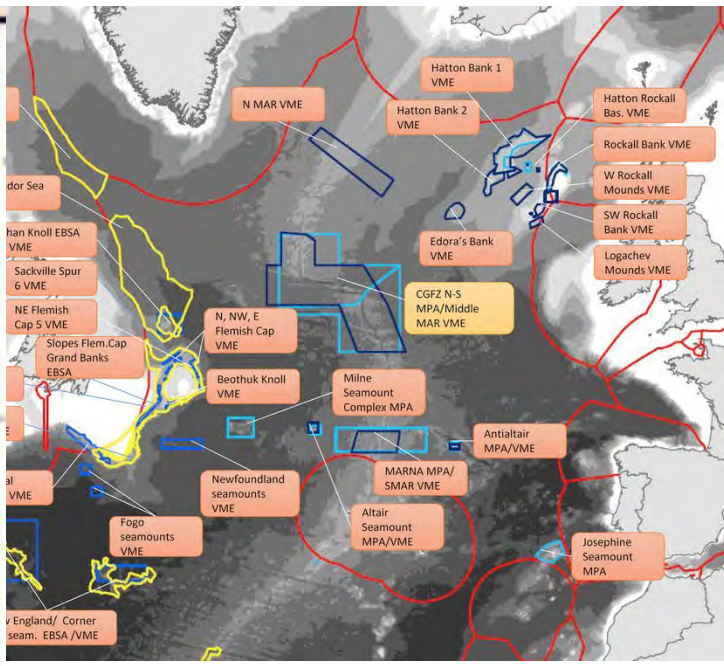 Hatton Bank 1
VME
N MAR VME
Hatton Bank 2
VME
Hatton Rockall
Bas. VME
Rockall Bank VME
W Rockall
Mounds VME
SW Rockall
Bank VME
Logachev
Mounds VME
Edora's Bank
VME
dor Sea
han Knoll EBSA
VME
Sackville Spur
6 VME
NE Flemish
Cap 5 VME
N, NW, E
Flemish Cap
VME
CGFZ N-S
MPA/Middle
MAR VME
Slopes Flem.Cap
Grand Banks
EBSA
Beothuk Knoll
VME
Milne
Seamount
Complex MPA
E
Antialtair
MPA/VME
al
VME
Newfoundland
seamounts
VME
MARNA MPA/
SMAR VME
Fogo
seamounts
VME
Altair
Seamount
MPA/VME
Josephine
Seamount
MPA
w England/ Corner
seam. EBSA /VME